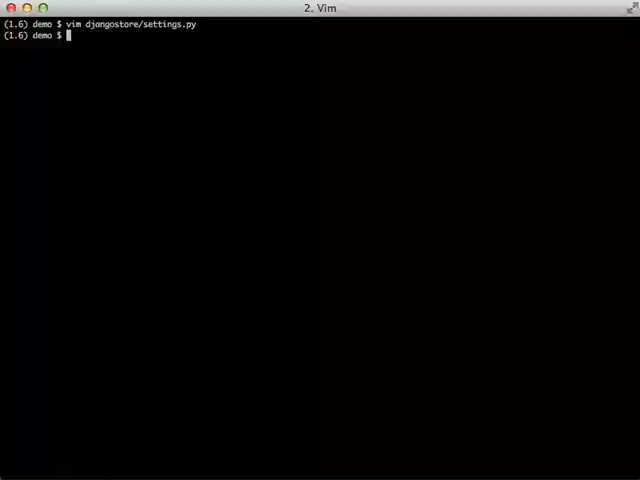 2. Vim
(1.6) demo $ vim djangostore/settings.py
(1.6) demo $